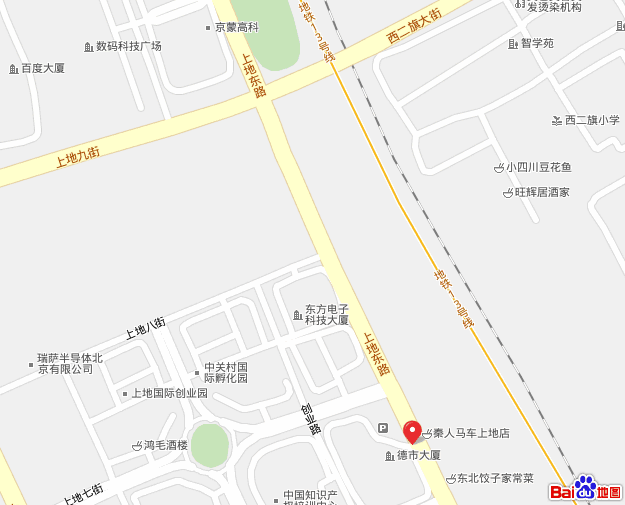 发烫染机构
京蒙高科
西二旗大街
地铁13号线
数码科技广场
智学苑
百度大厦
上地东路
西二旗小学
上地九街
小四川豆花鱼
旺辉居酒家
地铁13号线
东方电子
科技大厦
上地八街
上地东路
瑞萨半导体北
京有限公司
中关村国
际孵化园
上地国际创业园
创业路
P
秦人马车上地店
鸿毛酒楼
德市大厦
东北饺子家常菜
上地七街
中国知识产
权培训中心
Bai du 地图